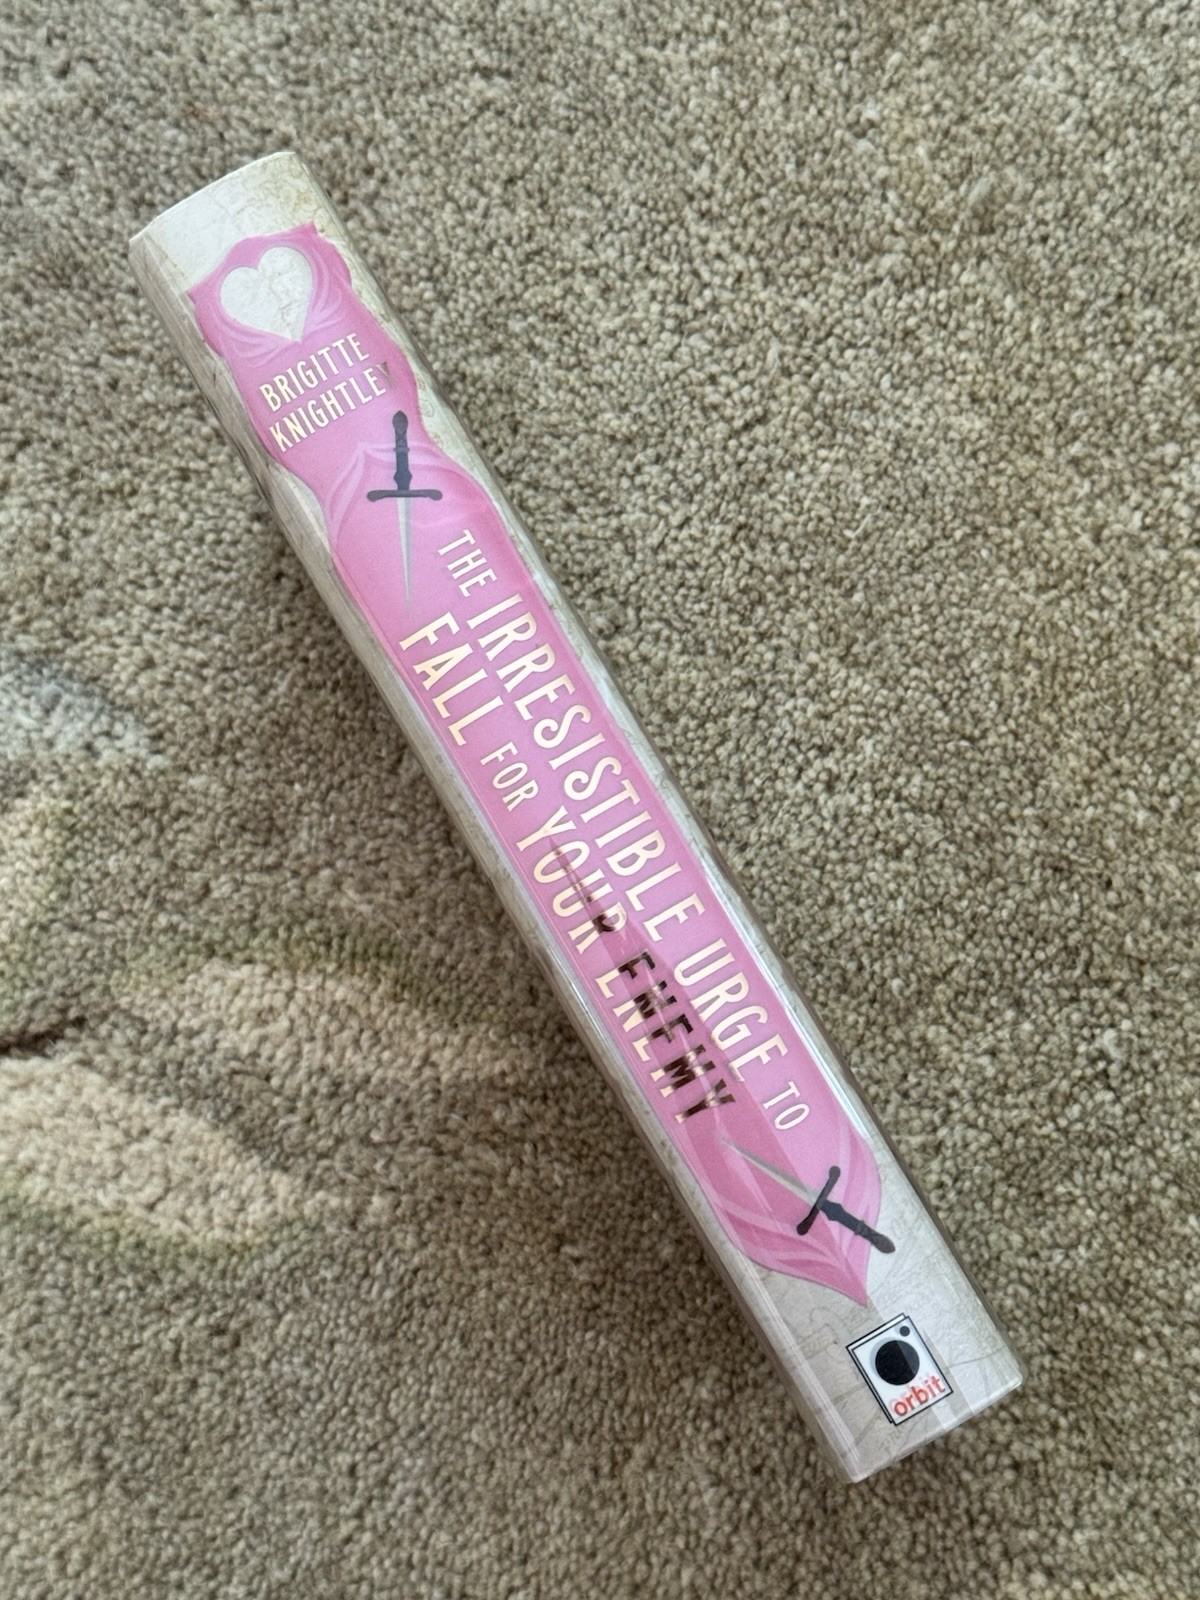 BRIGITTE
KNIGHTLEY
THE IRRESISTIBLE URGE TO
FALL FOR YOUR ENEMY
orbit